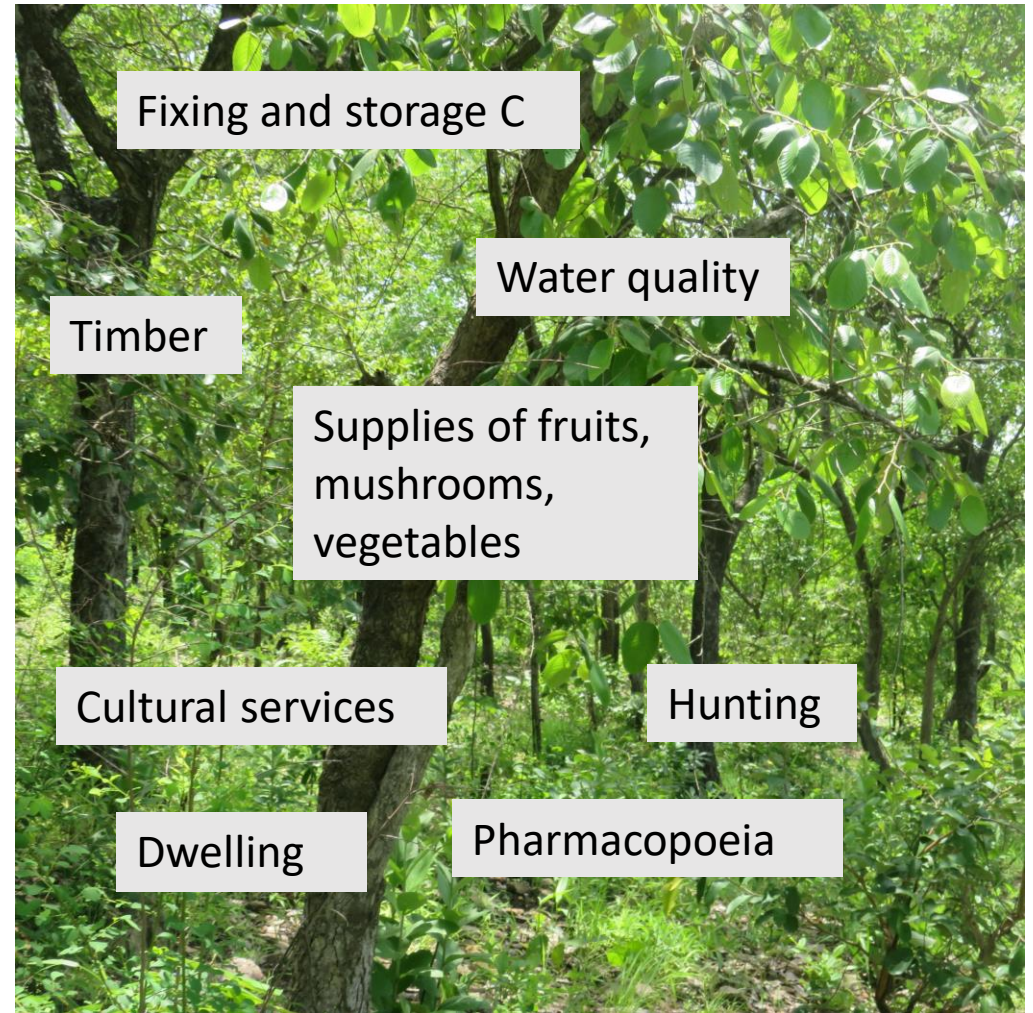 Fixing and storage C
Water quality
Timber
Supplies of fruits,
mushrooms,
vegetables
Cultural services
Hunting
Dwelling
Pharmacopoeia